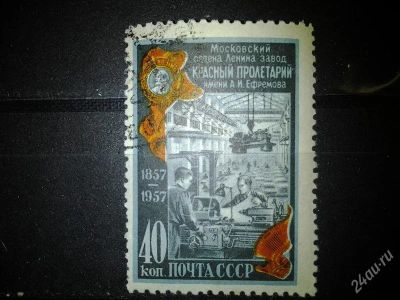 Московский
ордена Ленина завод
"КРАСНЫЙ ПРОЛЕТАРИЙ"
имени А.И.Ефремова
1857
—
1957
40
коп.
ПОЧТА СССР
24au.ru